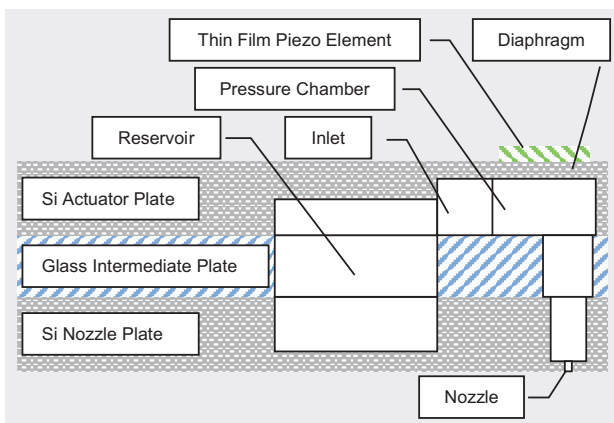 Thin Film Piezo Element
Diaphragm
Pressure Chamber
Reservoir
Inlet
Si Actuator Plate
Glass Intermediate Plate
Si Nozzle Plate
Nozzle